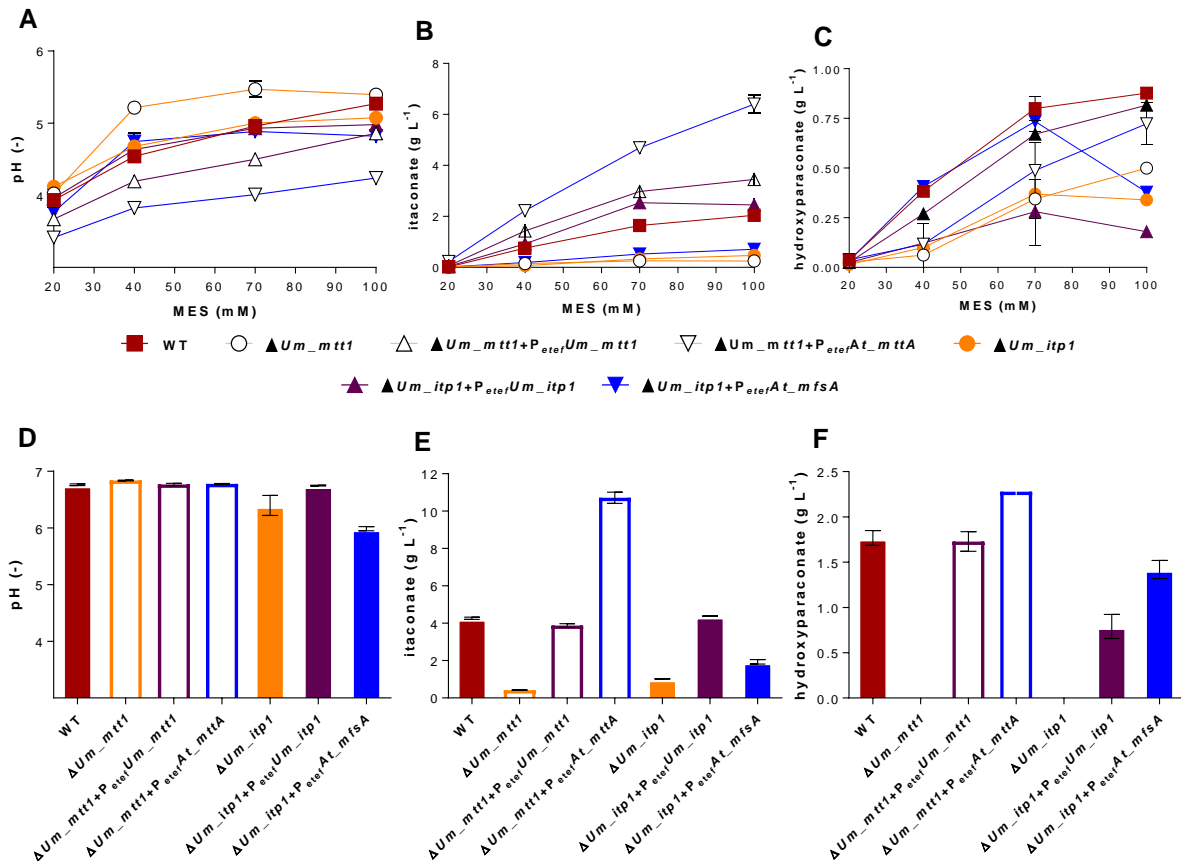 A
B
C
pH (-)
6
5
4
20 30 40 50 60 70 80 90 100
MES (mM)
itaconate (g L⁻¹)
8
6
4
2
0
20 30 40 50 60 70 80 90 100
MES (mM)
hydroxyparaconate (g L⁻¹)
1.00
0.75
0.50
0.25
0.00
20 30 40 50 60 70 80 90 100
MES (mM)
WT
▲Um_mtt1
▲Um_mtt1+PetefUm_mtt1
▲Um_mtt1+PetefAt_mttA
▲Um_itp1
▲Um_itp1+PetefUm_itp1
▲Um_itp1+PetefAt_mfsA
D
E
F
pH (-)
7
6
5
4
WT
ΔUm_mtt1
ΔUm_mtt1+PetefUm_mtt1
ΔUm_mtt1+PetefAt_mttA
ΔUm_itp1
ΔUm_itp1+PetefUm_itp1
ΔUm_itp1+PetefAt_mfsA
itaconate (g L⁻¹)
12
10
8
6
4
2
0
WT
ΔUm_mtt1
ΔUm_mtt1+PetefUm_mtt1
ΔUm_mtt1+PetefAt_mttA
ΔUm_itp1
ΔUm_itp1+PetefUm_itp1
ΔUm_itp1+PetefAt_mfsA
hydroxyparaconate (g L⁻¹)
2.5
2.0
1.5
1.0
0.5
0.0
WT
ΔUm_mtt1
ΔUm_mtt1+PetefUm_mtt1
ΔUm_mtt1+PetefAt_mttA
ΔUm_itp1
ΔUm_itp1+PetefUm_itp1
ΔUm_itp1+PetefAt_mfsA